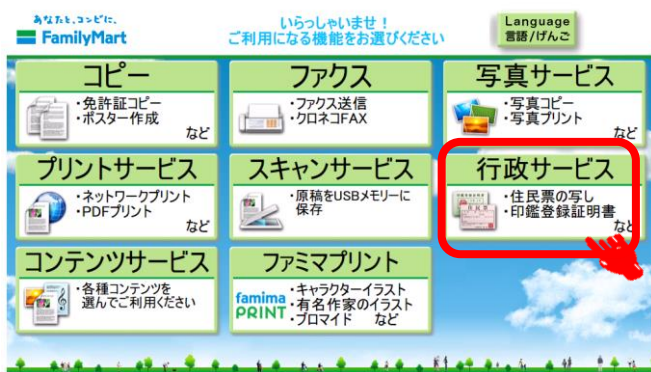 あなたと、コンビに、
FamilyMart
いらっしゃいませ！
ご利用になる機能をお選びください
Language
言語/げんご
コピー
・免許証コピー
・ポスター作成
など
ファクス
・ファクス送信
・クロネコFAX
写真サービス
・写真コピー
・写真プリント
など
プリントサービス
・ネットワークプリント
・PDFプリント
など
スキャンサービス
・原稿をUSBメモリーに
保存
行政サービス
・住民票の写し
・印鑑登録証明書
など
コンテンツサービス
・各種コンテンツを
選んでご利用ください
ファミマプリント
famima
PRINT
・キャラクターイラスト
・有名作家のイラスト
・ブロマイド など